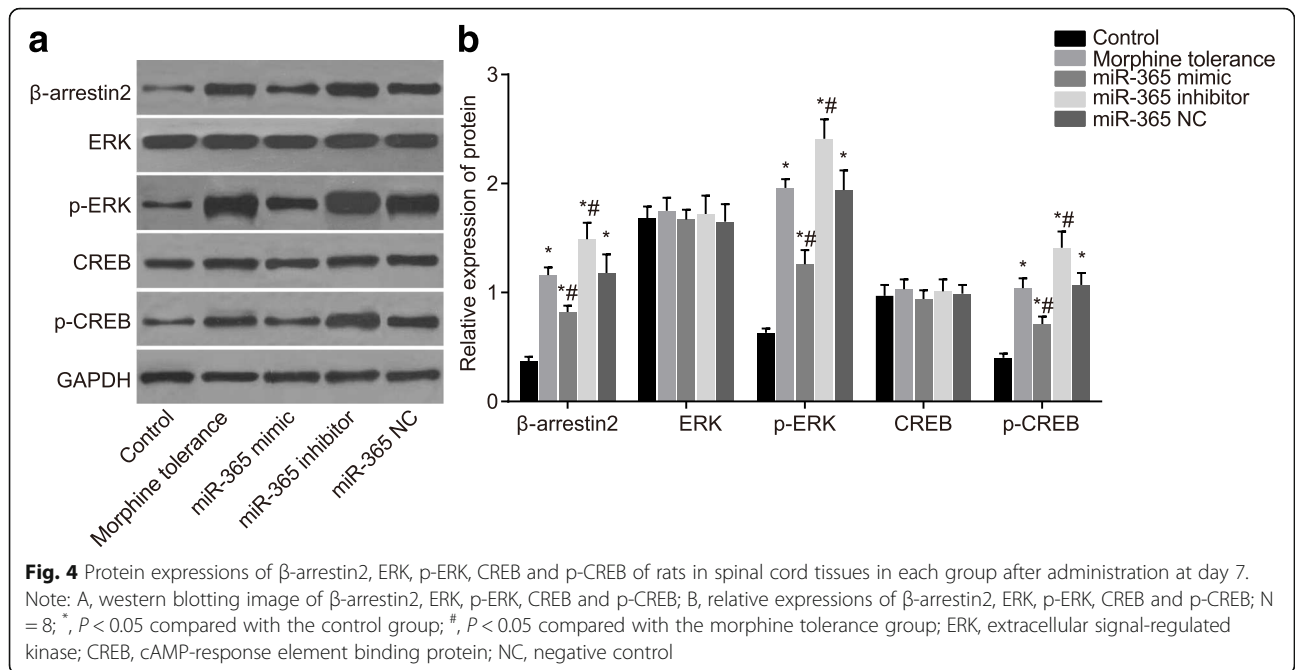 a
β-arrestin2
ERK
p-ERK
CREB
p-CREB
GAPDH
Control
Morphine tolerance
miR-365 mimic
miR-365 inhibitor
miR-365 NC
b
Control
Morphine tolerance
miR-365 mimic
miR-365 inhibitor
miR-365 NC
Relative expression of protein
3
2
1
0
*
*#
*#
*
*
*#
*#
*
*
*#
*#
*
β-arrestin2
ERK
p-ERK
CREB
p-CREB
Fig. 4 Protein expressions of β-arrestin2, ERK, p-ERK, CREB and p-CREB of rats in spinal cord tissues in each group after administration at day 7.
Note: A, western blotting image of β-arrestin2, ERK, p-ERK, CREB and p-CREB; B, relative expressions of β-arrestin2, ERK, p-ERK, CREB and p-CREB; N
= 8; *, P < 0.05 compared with the control group; #, P < 0.05 compared with the morphine tolerance group; ERK, extracellular signal-regulated
kinase; CREB, cAMP-response element binding protein; NC, negative control